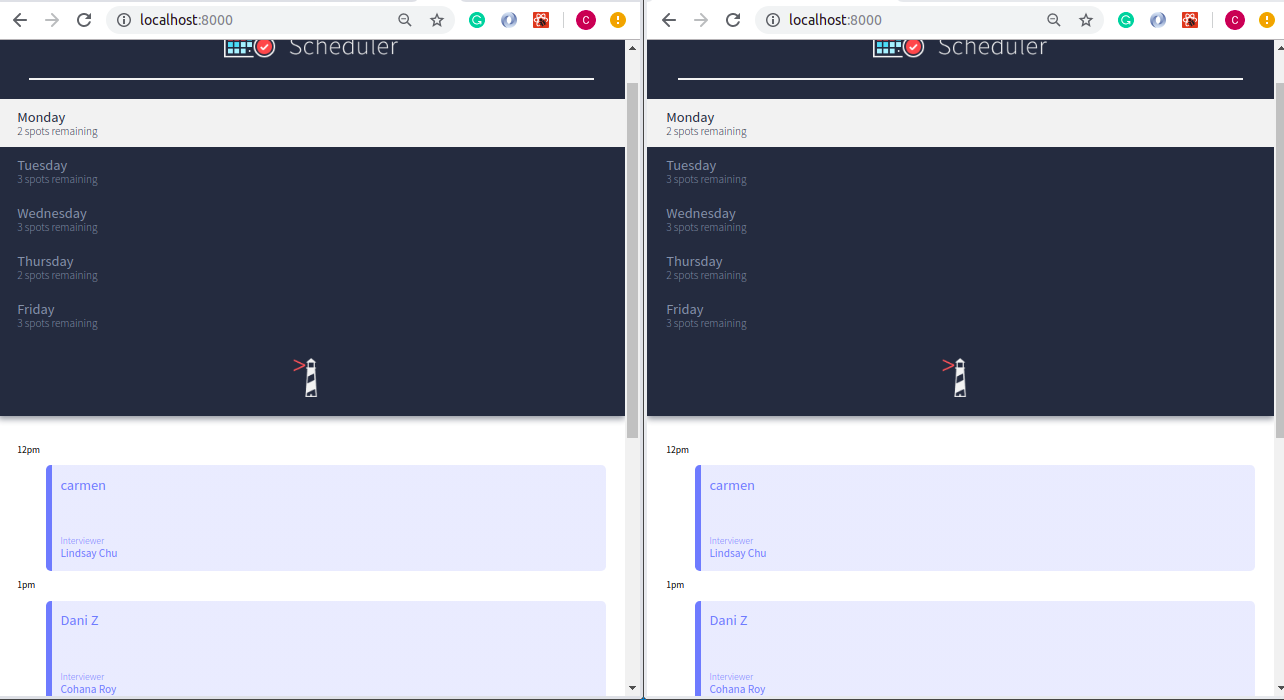 localhost:8000
C
Scheduler
Monday
2 spots remaining
Tuesday
3 spots remaining
Wednesday
3 spots remaining
Thursday
2 spots remaining
Friday
3 spots remaining
>
12pm
carmen
Interviewer
Lindsay Chu
1pm
Dani Z
Interviewer
Cohana Roy
localhost:8000
C
Scheduler
Monday
2 spots remaining
Tuesday
3 spots remaining
Wednesday
3 spots remaining
Thursday
2 spots remaining
Friday
3 spots remaining
>
12pm
carmen
Interviewer
Lindsay Chu
1pm
Dani Z
Interviewer
Cohana Roy